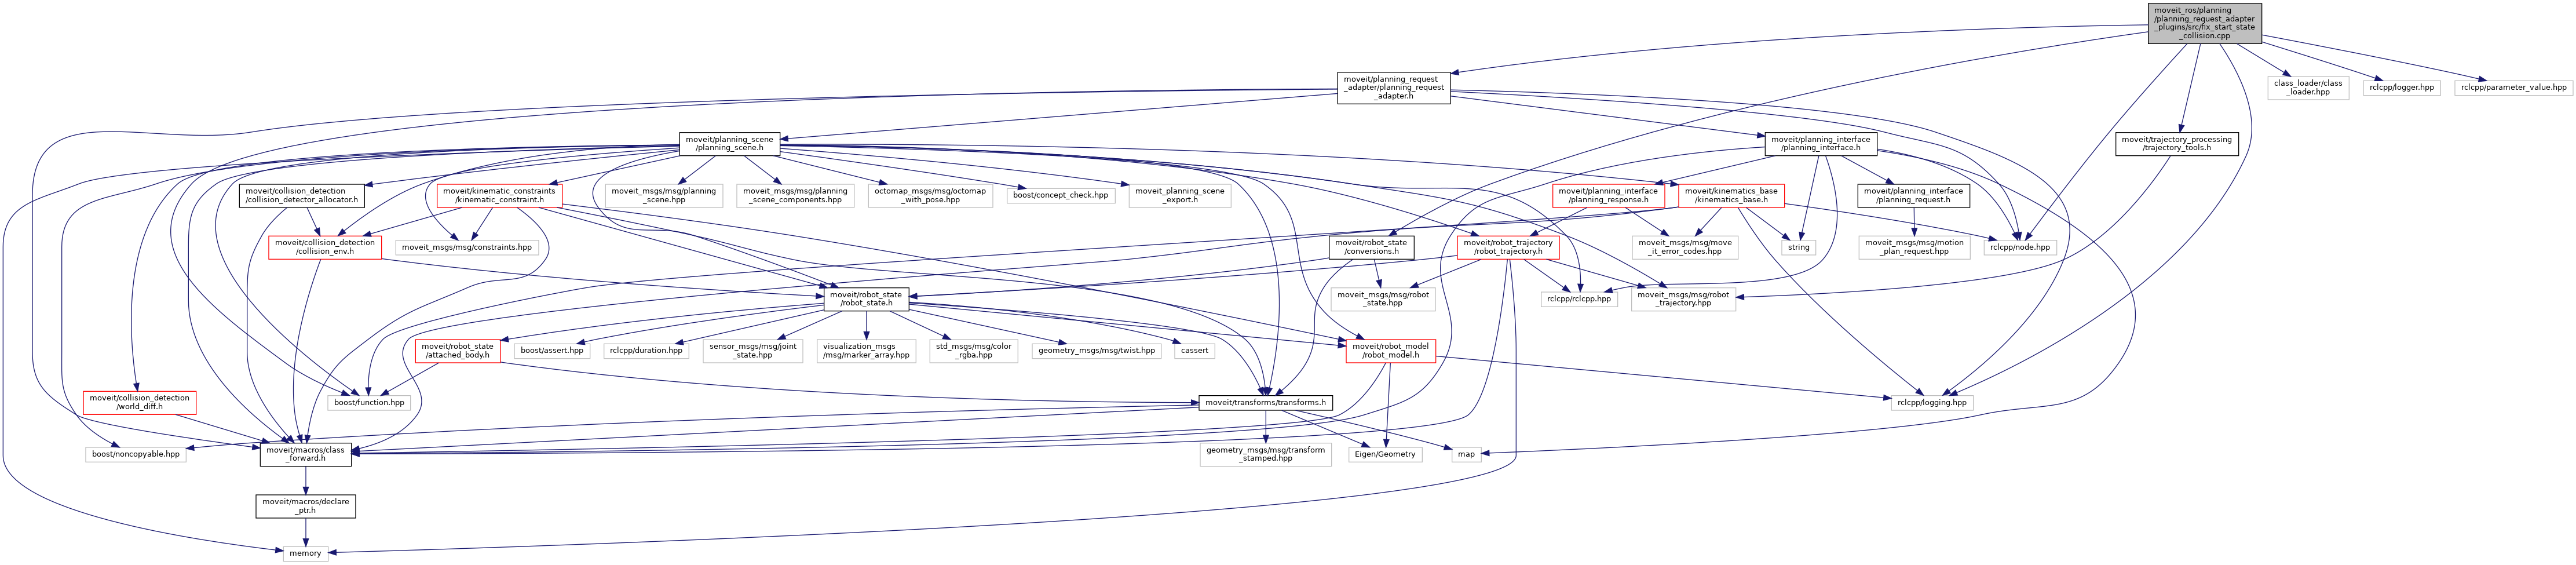 moveit_ros/planning
/planning_request_adapter
_plugins/src/fix_start_state
_collision.cpp
moveit/planning_request
_adapter/planning_request
_adapter.h
class_loader/class
_loader.hpp
rclcpp/logger.hpp
rclcpp/parameter_value.hpp
moveit/planning_scene
/planning_scene.h
moveit/planning_interface
/planning_interface.h
moveit/trajectory_processing
/trajectory_tools.h
moveit/collision_detection
/collision_detector_allocator.h
moveit/kinematic_constraints
/kinematic_constraint.h
moveit_msgs/msg/planning
_scene.hpp
moveit_msgs/msg/planning
_scene_components.hpp
octomap_msgs/msg/octomap
_with_pose.hpp
boost/concept_check.hpp
moveit_planning_scene
_export.h
moveit/planning_interface
/planning_response.h
moveit/kinematics_base
/kinematics_base.h
moveit/planning_interface
/planning_request.h
moveit/collision_detection
/collision_env.h
moveit_msgs/msg/constraints.hpp
moveit/robot_state
/conversions.h
moveit/robot_trajectory
/robot_trajectory.h
moveit_msgs/msg/move
_it_error_codes.hpp
string
moveit_msgs/msg/motion
_plan_request.hpp
rclcpp/node.hpp
moveit/robot_state
/robot_state.h
moveit_msgs/msg/robot
_state.hpp
rclcpp/rclcpp.hpp
moveit_msgs/msg/robot
_trajectory.hpp
moveit/robot_state
/attached_body.h
boost/assert.hpp
rclcpp/duration.hpp
sensor_msgs/msg/joint
_state.hpp
visualization_msgs
/msg/marker_array.hpp
std_msgs/msg/color
_rgba.hpp
geometry_msgs/msg/twist.hpp
cassert
moveit/robot_model
/robot_model.h
moveit/collision_detection
/world_diff.h
boost/function.hpp
moveit/transforms/transforms.h
rclcpp/logging.hpp
boost/noncopyable.hpp
moveit/macros/class
_forward.h
geometry_msgs/msg/transform
_stamped.hpp
Eigen/Geometry
map
moveit/macros/declare
_ptr.h
memory